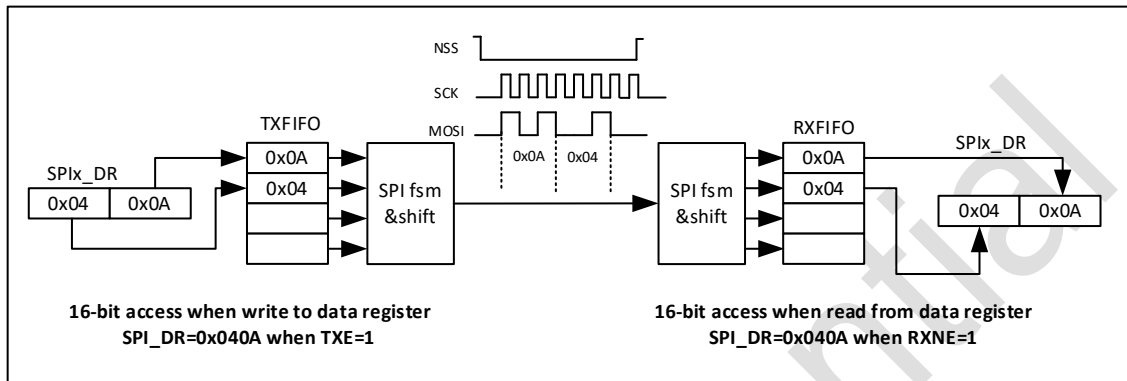 NSS
SCK
MOSI
0x0A
0x04
TXFIFO
0x0A
0x04
SPIx_DR
0x04
0x0A
SPI fsm
&shift
SPI fsm
&shift
RXFIFO
0x0A
0x04
SPIx_DR
0x04
0x0A
16-bit access when write to data register
SPI_DR=0x040A when TXE=1
16-bit access when read from data register
SPI_DR=0x040A when RXNE=1
ntial